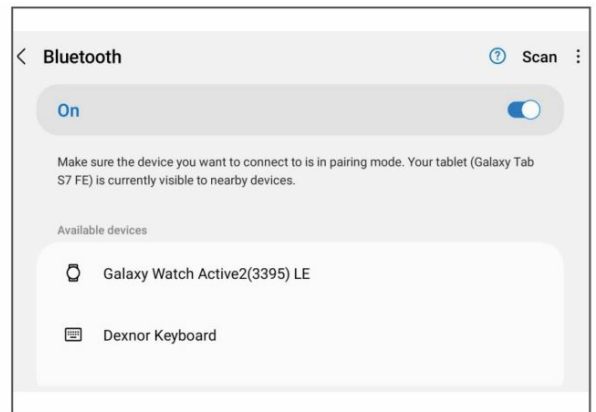 Bluetooth
Scan
On
Make sure the device you want to connect to is in pairing mode. Your tablet (Galaxy Tab
S7 FE) is currently visible to nearby devices.
Available devices
Galaxy Watch Active2(3395) LE
Dexnor Keyboard